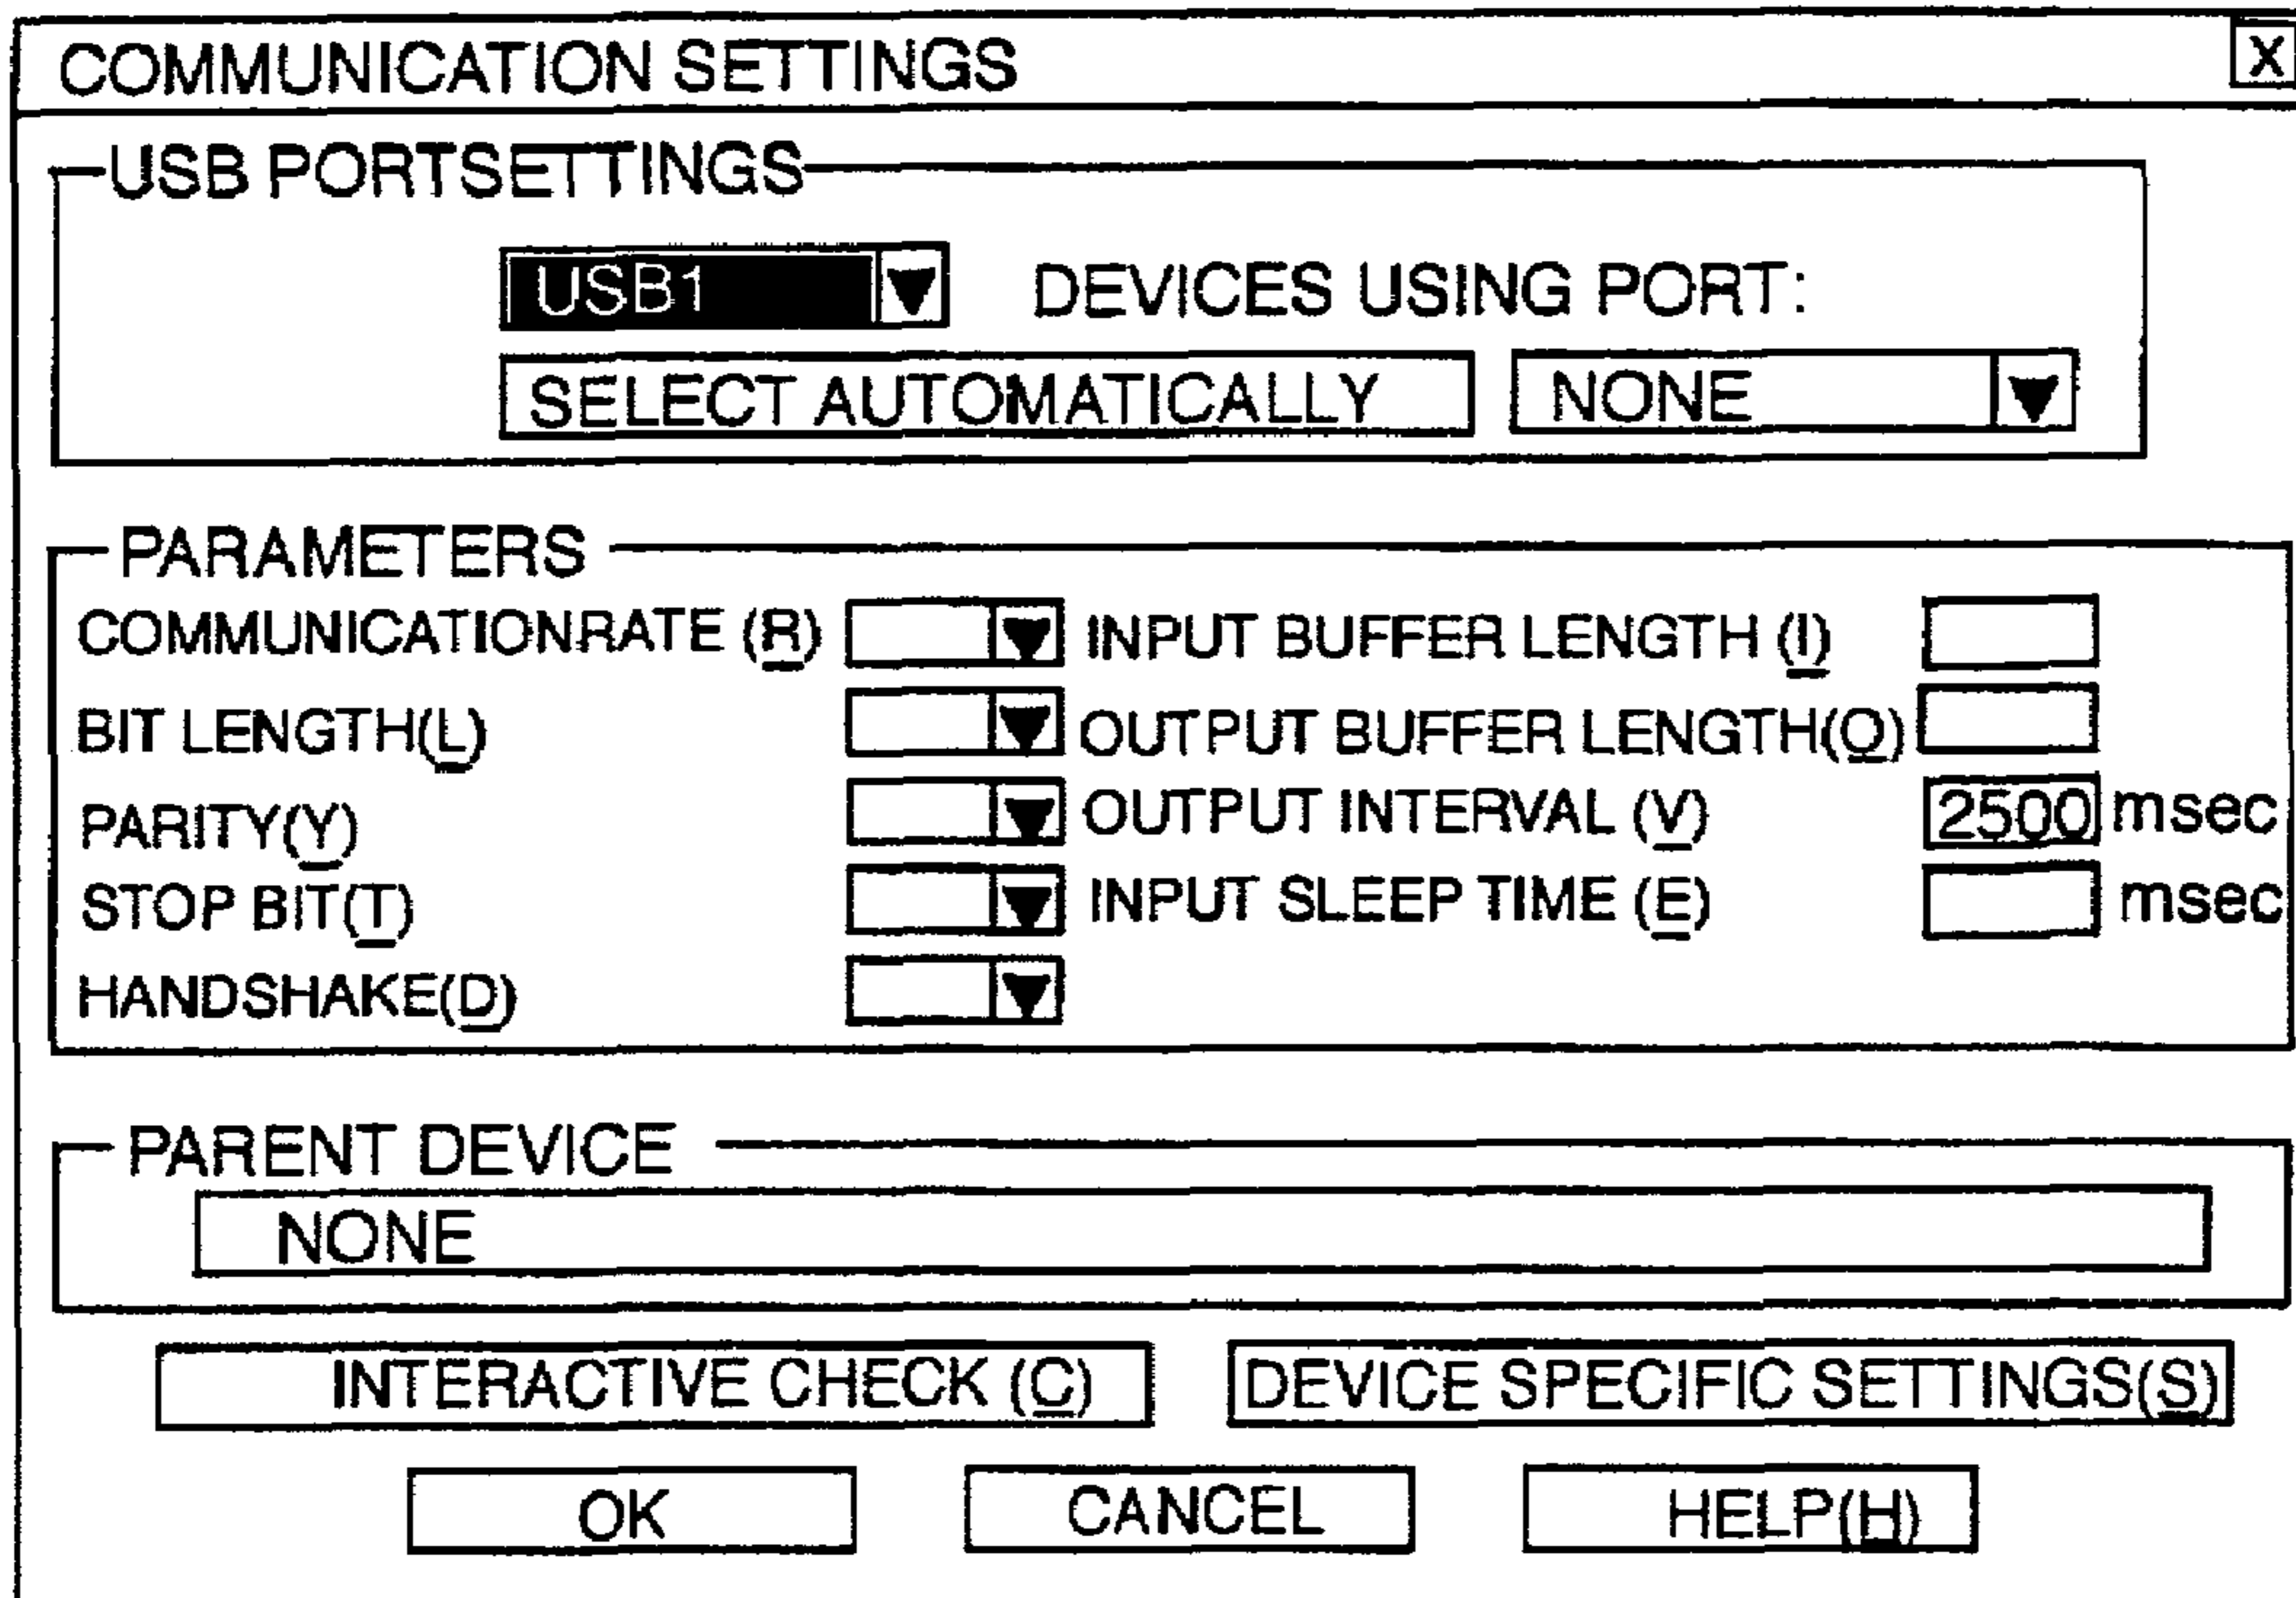 COMMUNICATION SETTINGS X
USB PORTSETTINGS
USB1 DEVICES USING PORT:
SELECT AUTOMATICALLY NONE
PARAMETERS
COMMUNICATIONRATE (R) INPUT BUFFER LENGTH (I)
BIT LENGTH(L) OUTPUT BUFFER LENGTH(O)
PARITY(Y) OUTPUT INTERVAL (V) 2500 msec
STOP BIT(T) INPUT SLEEP TIME (E) msec
HANDSHAKE(D)
PARENT DEVICE
NONE
INTERACTIVE CHECK (C) DEVICE SPECIFIC SETTINGS(S)
OK CANCEL HELP(H)